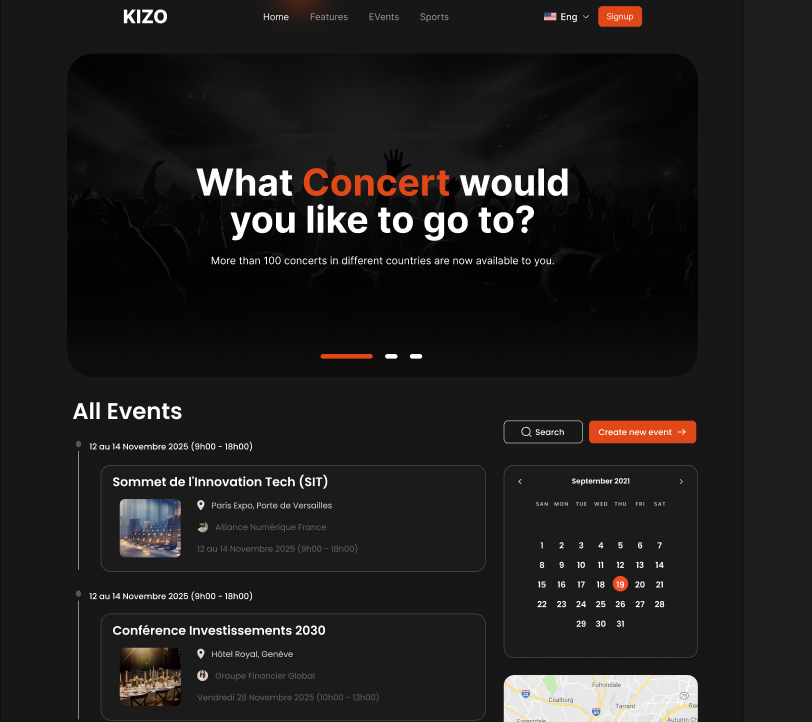 KIZO
Home Features EVents Sports
Eng
Signup
What Concert would
you like to go to?
More than 100 concerts in different countries are now available to you.
All Events
Search
Create new event
12 au 14 Novembre 2025 (9h00 - 18h00)
Sommet de l'Innovation Tech (SIT)
Paris Expo, Porte de Versailles
Alliance Numérique France
12 au 14 Novembre 2025 (9h00 - 18h00)
September 2021
SAN MON TUE WED THU FRI SAT
1 2 3 4 5 6 7
8 9 10 11 12 13 14
15 16 17 18 19 20 21
22 23 24 25 26 27 28
29 30 31
12 au 14 Novembre 2025 (9h00 - 18h00)
Conférence Investissements 2030
Hôtel Royal, Genève
Groupe Financier Global
Vendredi 28 Novembre 2025 (10h00 - 13h00)
Fultondale
Coalburg
Tarrant
Forestdale